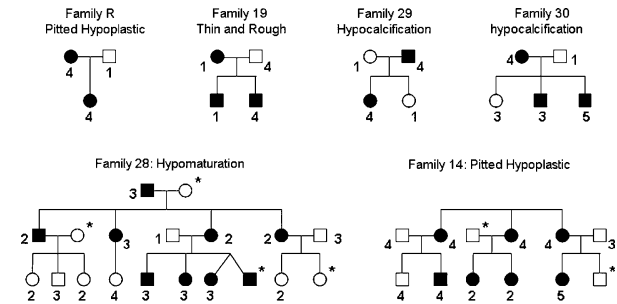 Family R Family 19 Family 29 Family 30
Pitted Hypoplastic Thin and Rough Hypocalcification hypocalcification
4 1 1 4 1 4 4 1
4 1 4 4 1 3 3 5
Family 28: Hypomaturation Family 14: Pitted Hypoplastic
3 *
2 * 3 1 2 2 3 4 4 * 4 4 3
2 3 2 4 3 3 3 * 2 * 4 4 2 2 5 *